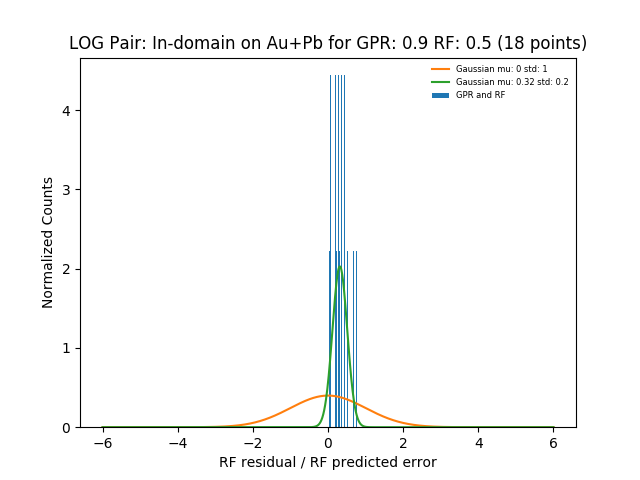 LOG Pair: In-domain on Au+Pb for GPR: 0.9 RF: 0.5 (18 points)
Gaussian mu: 0 std: 1
Gaussian mu: 0.32 std: 0.2
GPR and RF
Normalized Counts
4
3
2
1
0
−6
−4
−2
0
2
4
6
RF residual / RF predicted error